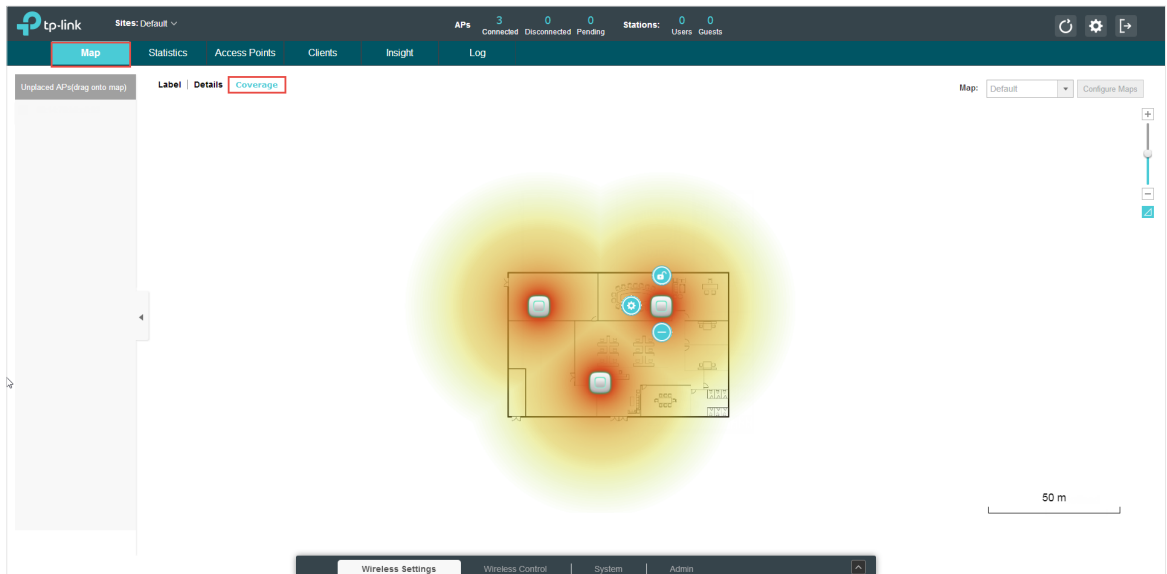 tp-link
Sites: Default
APs 3 0 0 Stations: 0 0
Connected Disconnected Pending Users Guests
Map Statistics Access Points Clients Insight Log
Unplaced APs(drag onto map) Label | Details Coverage Map: Default Configure Maps
50 m
Wireless Settings Wireless Control | System | Admin